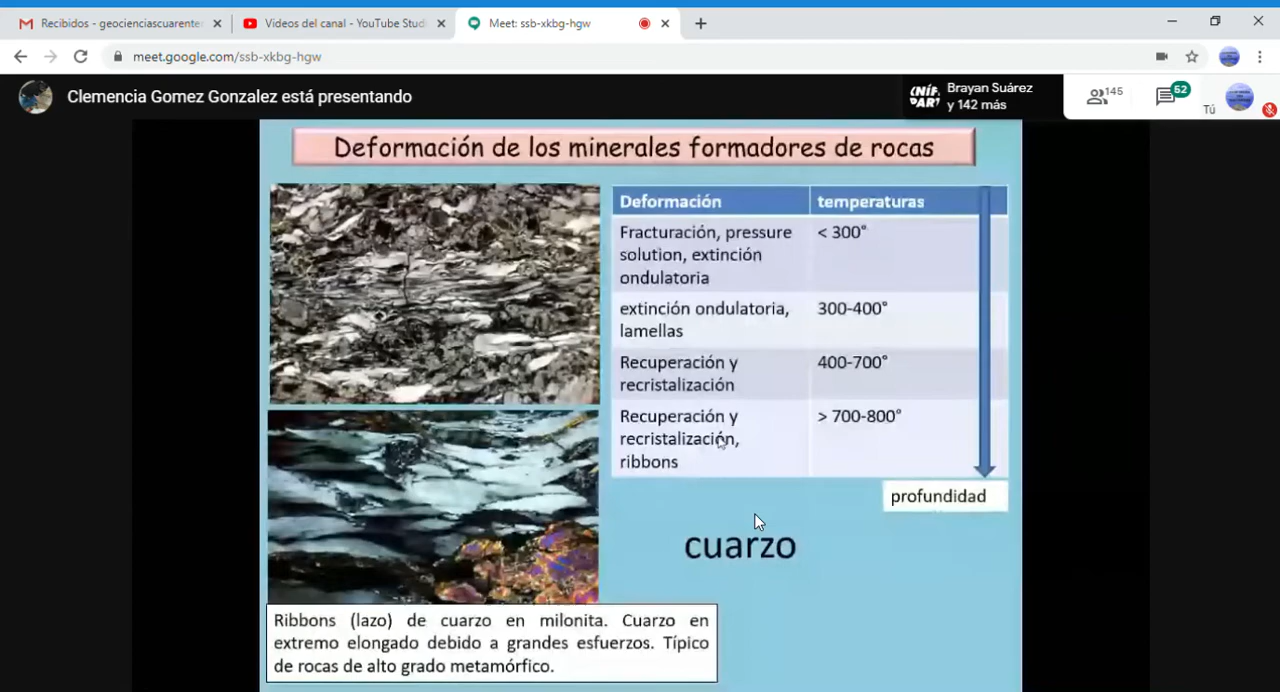 Recibidos - geocienciascuarente
Videos del canal - YouTube Studi
Meet: ssb-xkbg-hgw
meet.google.com/ssb-xkbg-hgw
Clemencia Gomez Gonzalez está presentando
Brayan Suárez
y 142 más
145
52
Tú
Deformación de los minerales formadores de rocas
Deformación temperaturas
Fracturación, pressure solution, extinción ondulatoria < 300°
extinción ondulatoria, lamellas 300-400°
Recuperación y recristalización 400-700°
Recuperación y recristalización, ribbons > 700-800°
profundidad
cuarzo
Ribbons (lazo) de cuarzo en milonita. Cuarzo en
extremo elongado debido a grandes esfuerzos. Típico
de rocas de alto grado metamórfico.